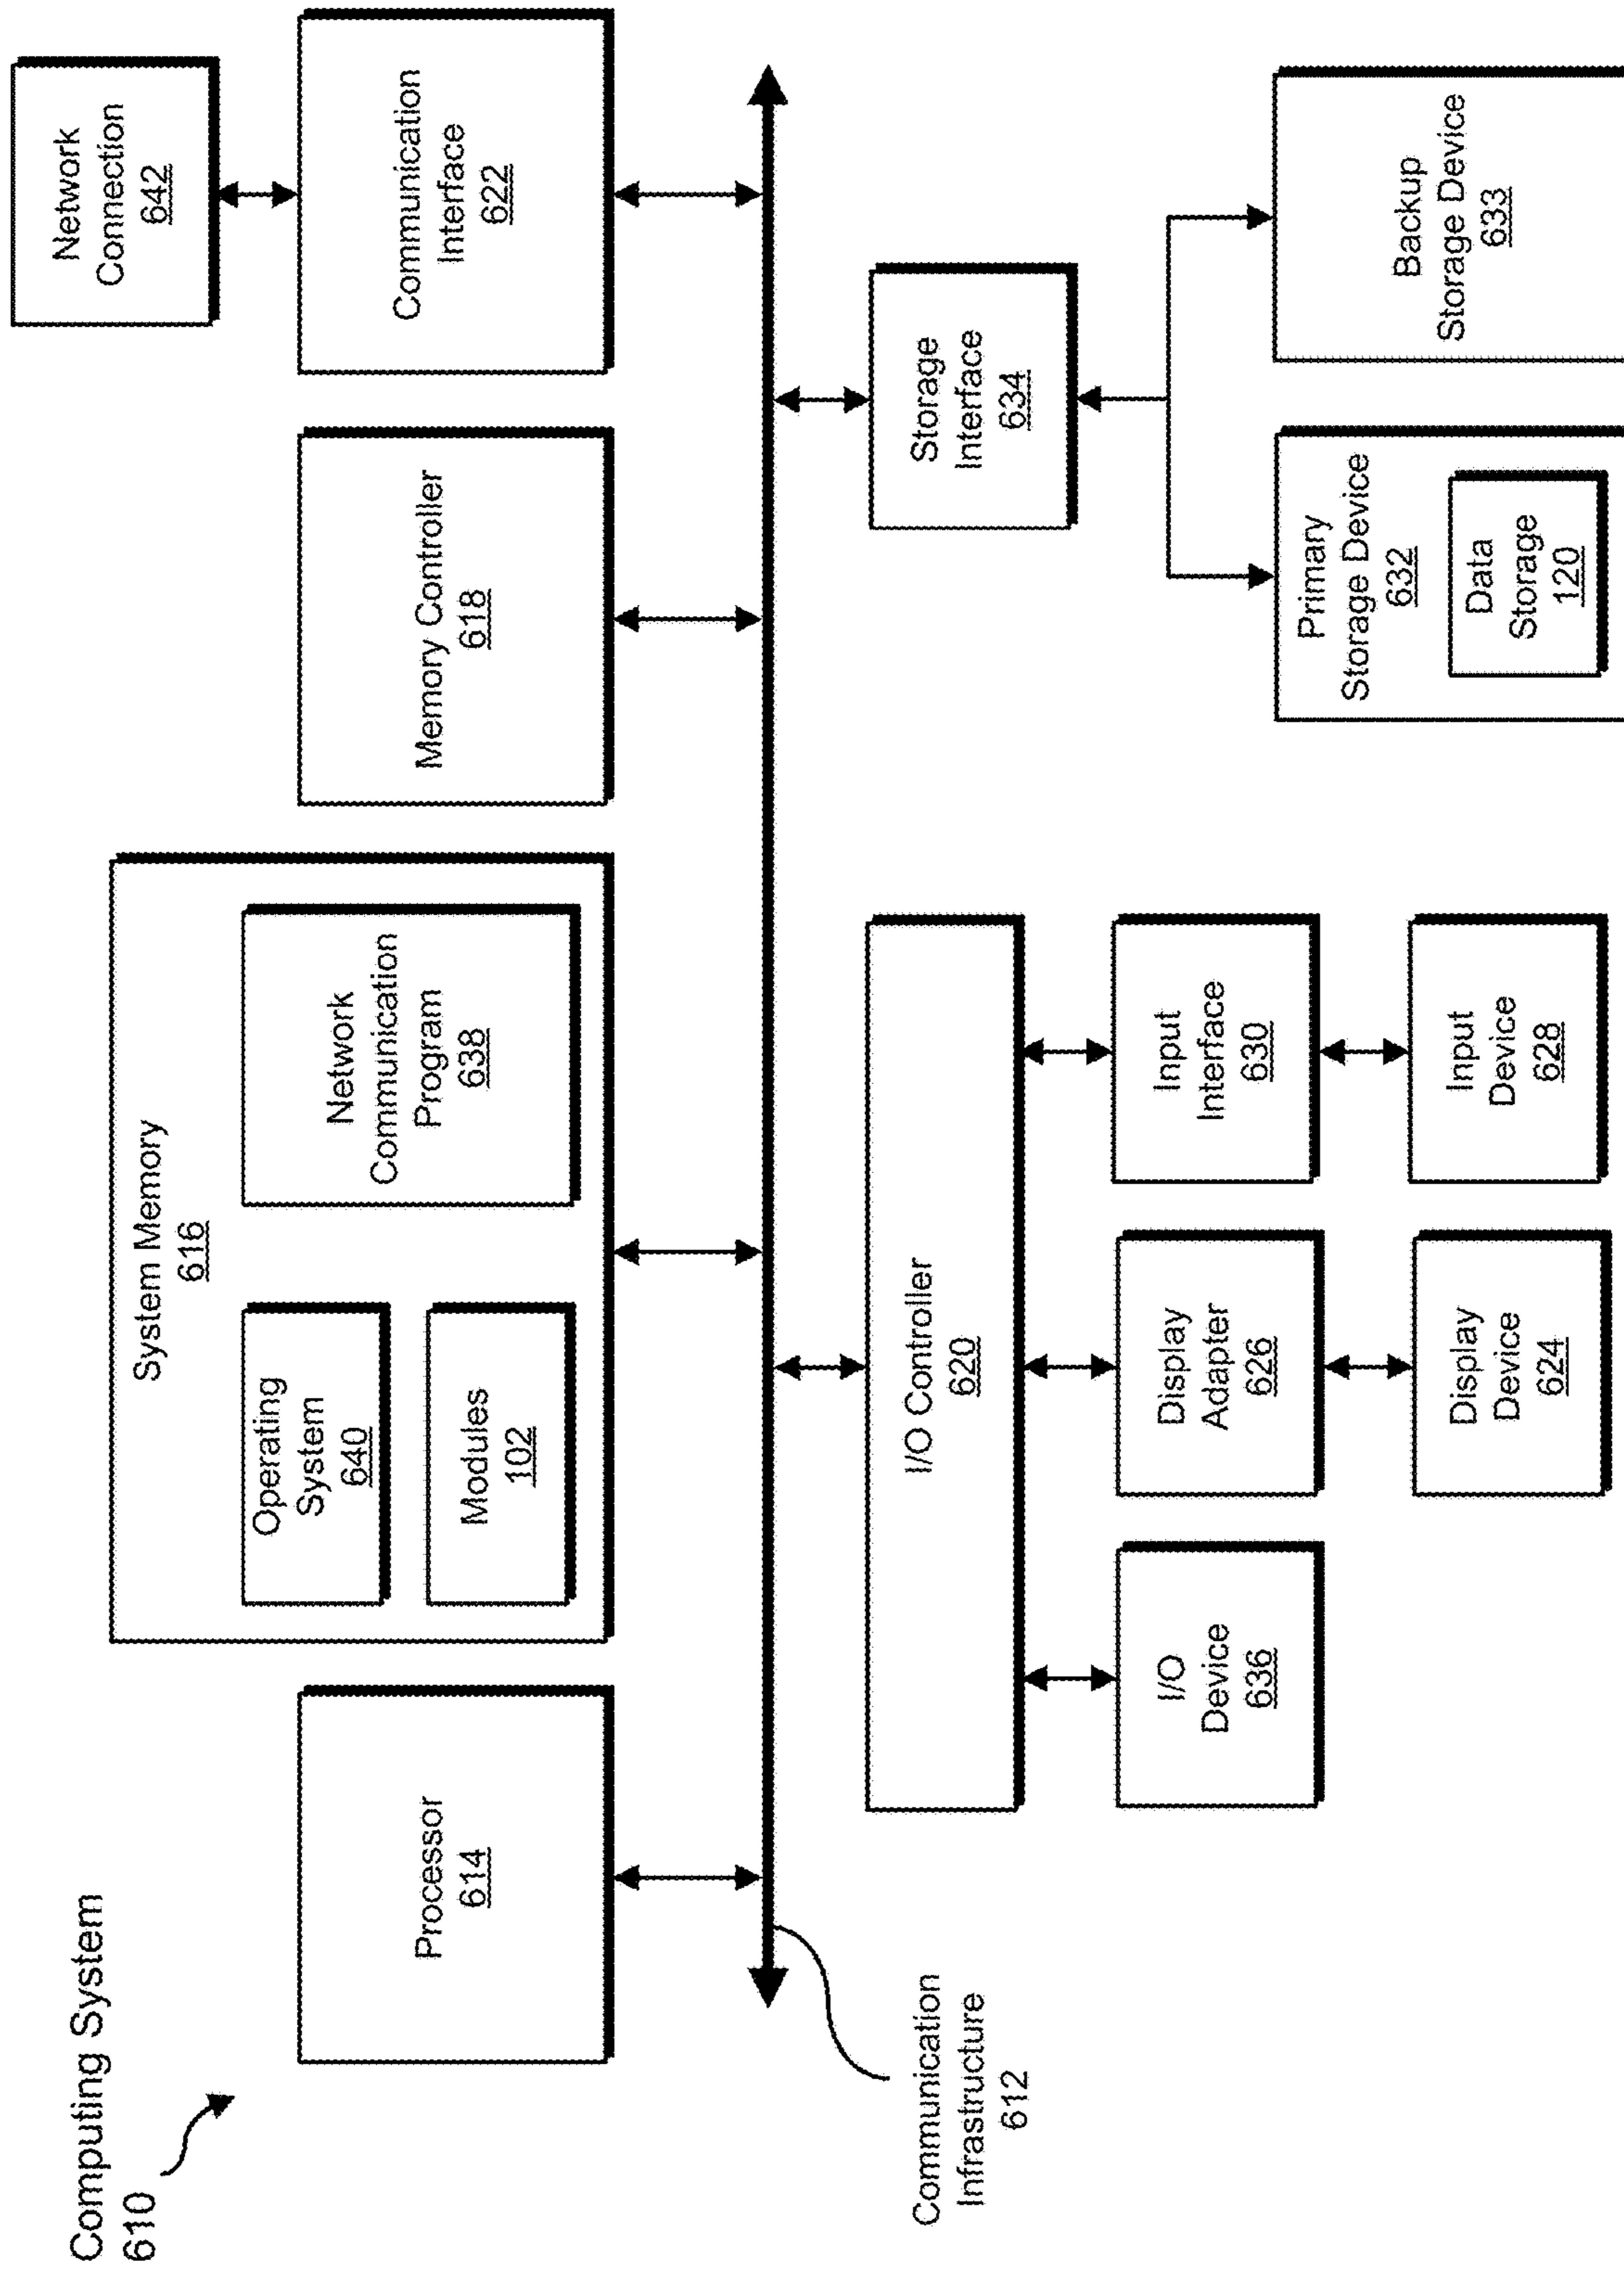 Computing System
610
Processor
614
System Memory
616
Operating
System
640
Modules
102
Network
Communication
Program
638
Memory Controller
618
Network
Connection
642
Communication
Interface
622
Communication
Infrastructure
612
I/O Controller
620
I/O
Device
636
Display
Adapter
626
Input
Interface
630
Display
Device
624
Input
Device
628
Storage
Interface
634
Primary
Storage Device
632
Data
Storage
120
Backup
Storage Device
633